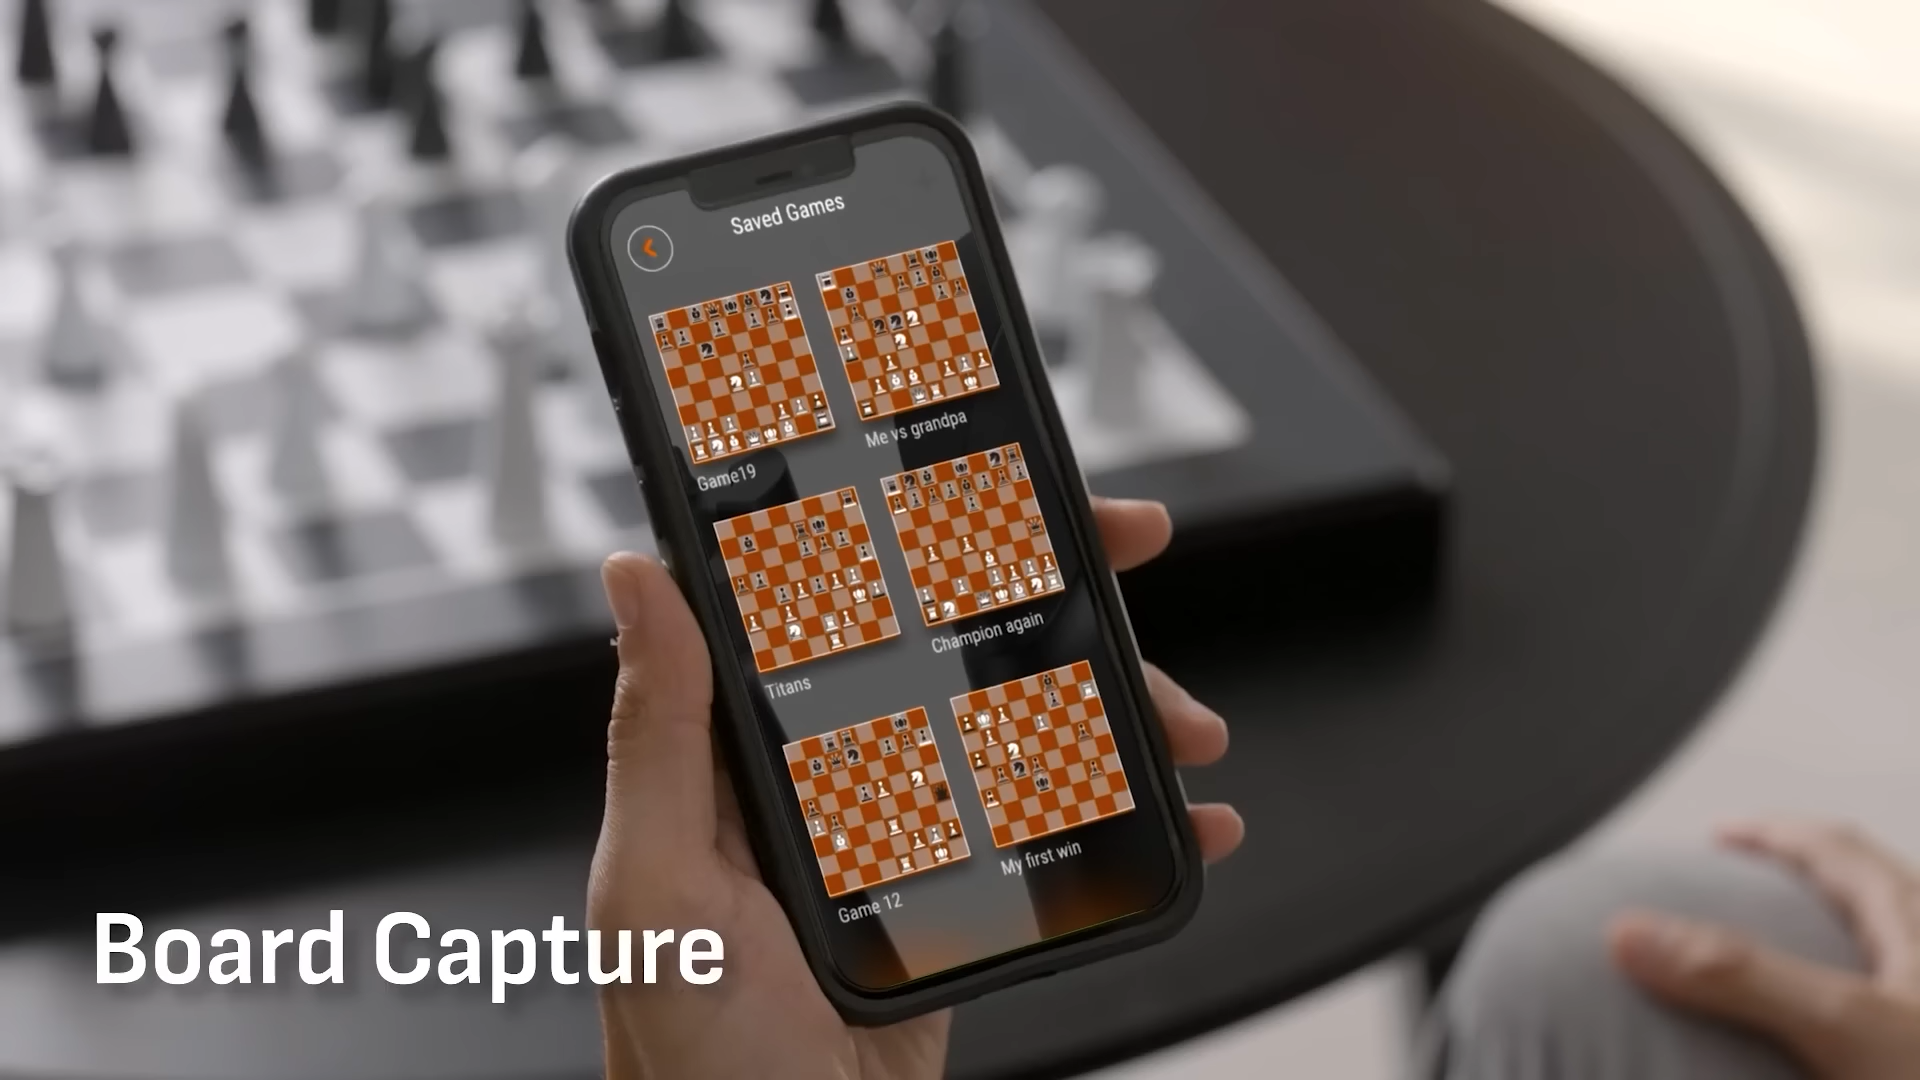 Saved Games
Game19
Me vs grandpa
Titans
Champion again
Game 12
My first win
Board Capture